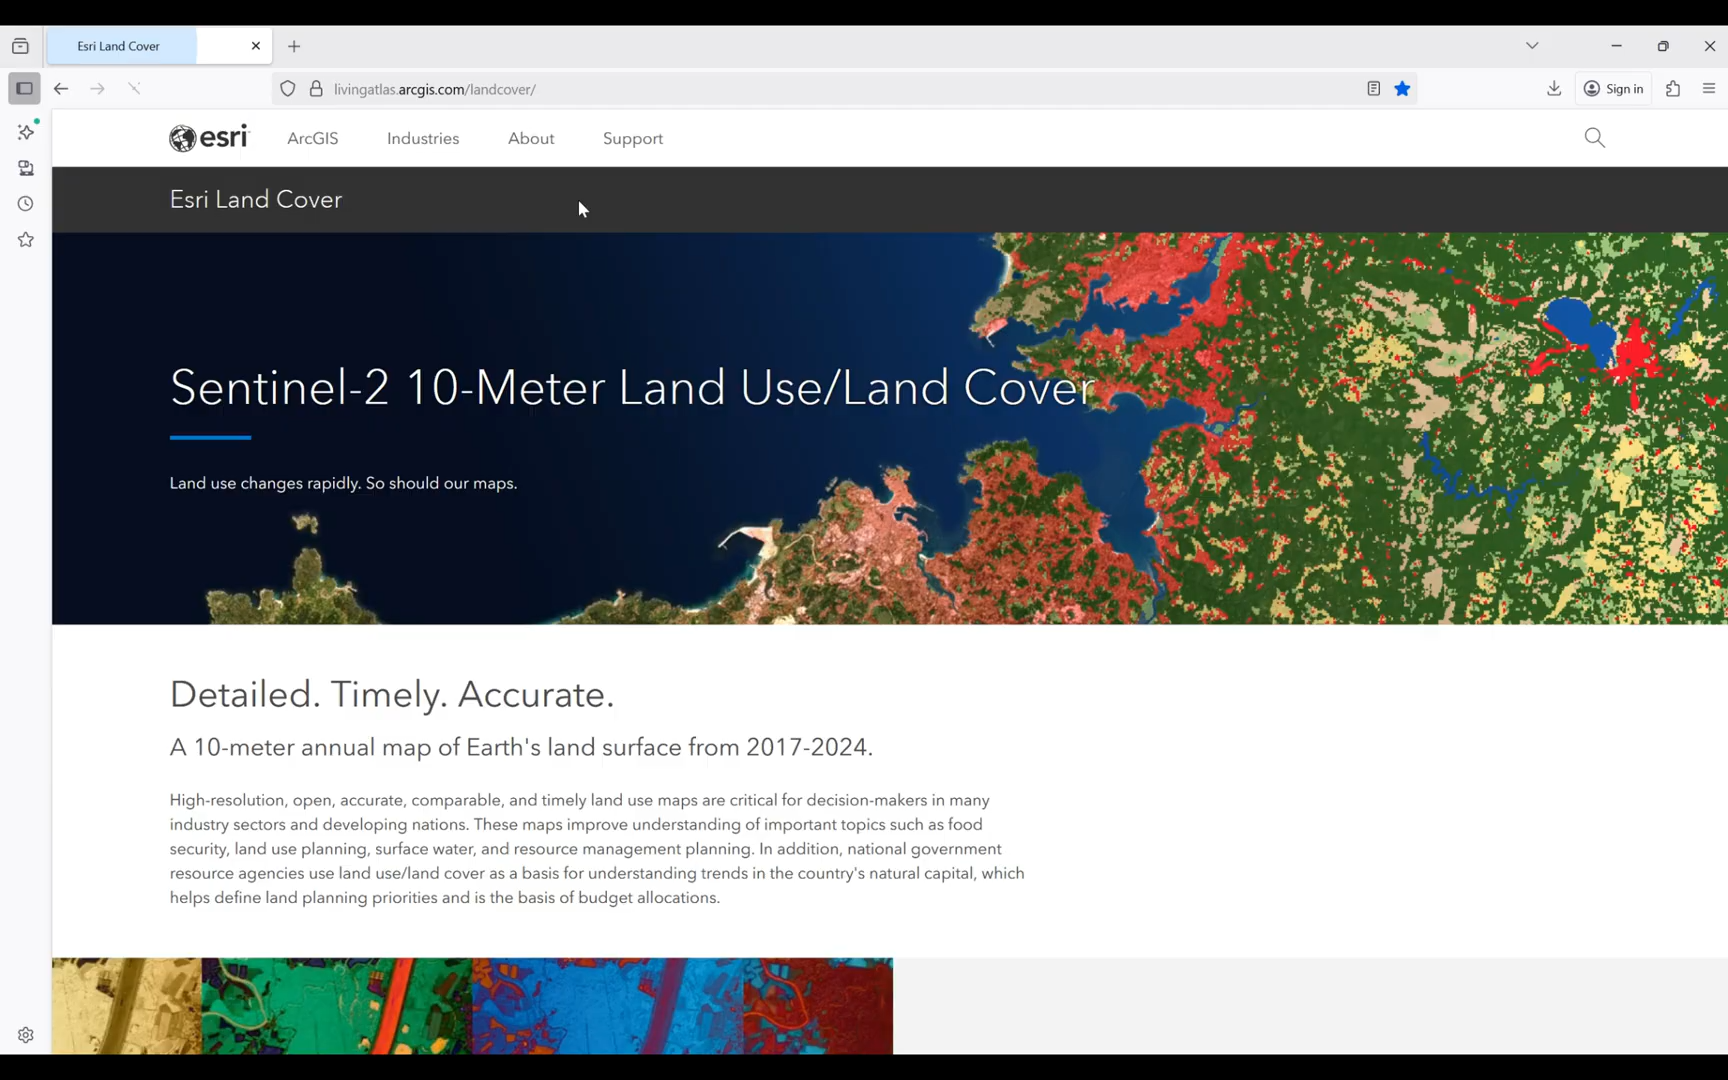 Esri Land Cover
livingatlas.arcgis.com/landcover/
Sign in
esri
ArcGIS
Industries
About
Support
Esri Land Cover
Sentinel-2 10-Meter Land Use/Land Cover
Land use changes rapidly. So should our maps.
Detailed. Timely. Accurate.
A 10-meter annual map of Earth's land surface from 2017-2024.
High-resolution, open, accurate, comparable, and timely land use maps are critical for decision-makers in many
industry sectors and developing nations. These maps improve understanding of important topics such as food
security, land use planning, surface water, and resource management planning. In addition, national government
resource agencies use land use/land cover as a basis for understanding trends in the country's natural capital, which
helps define land planning priorities and is the basis of budget allocations.